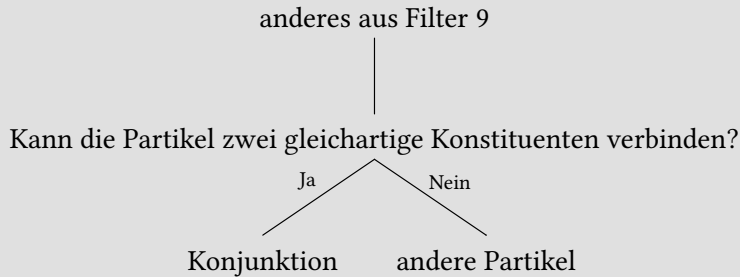 anderes aus Filter 9
Kann die Partikel zwei gleichartige Konstituenten verbinden?
Ja
Nein
Konjunktion
andere Partikel